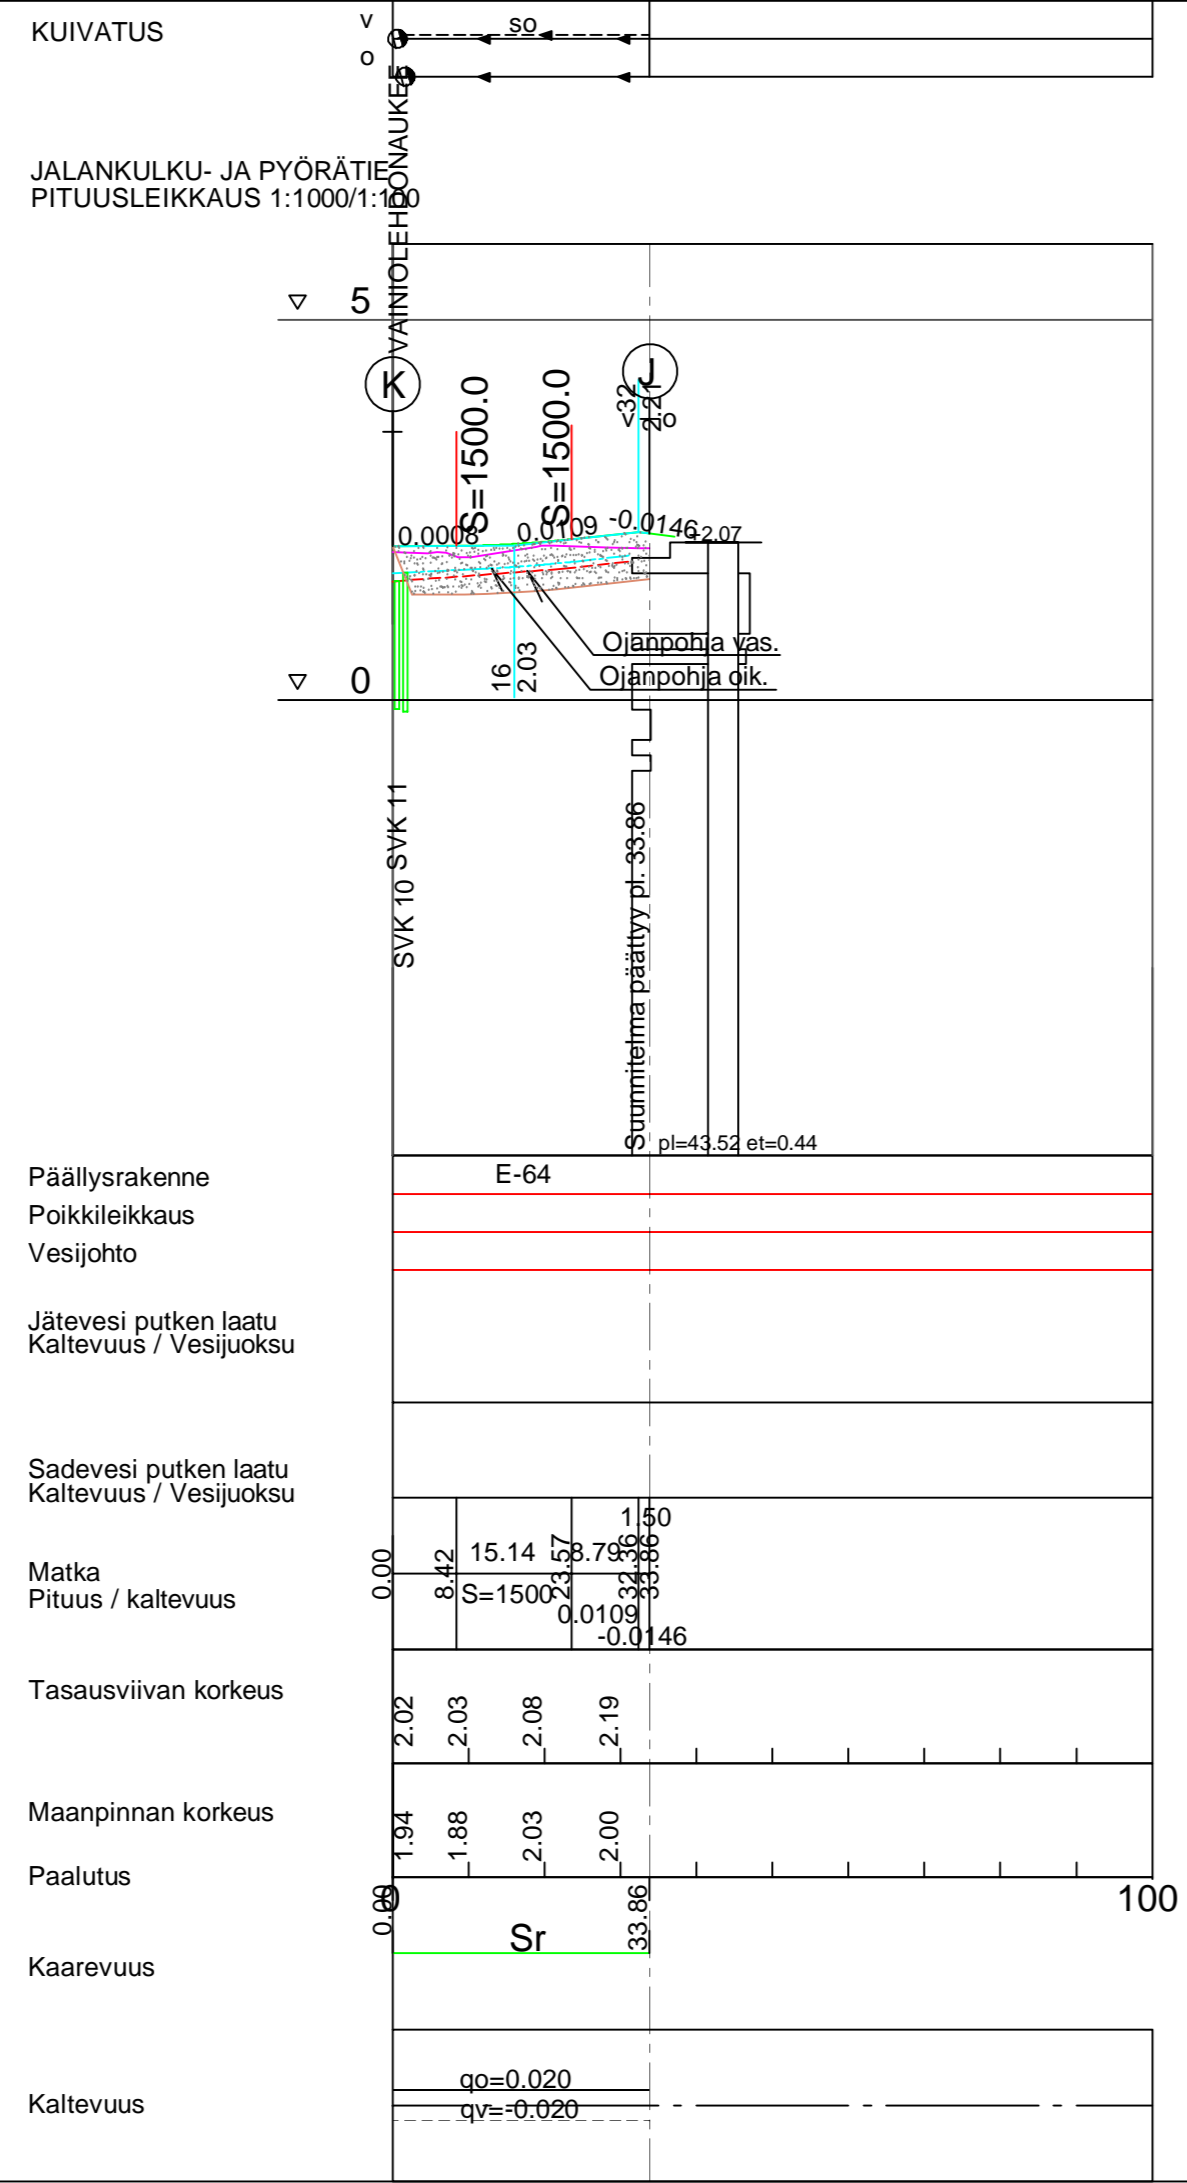 KUIVATUS
v
so
o
VAINIOLEHDONAUKEE
JALANKULKU- JA PYÖRÄTIE
PITUUSLEIKKAUS 1:1000/1:100
5
K
J
S=1500.0
S=1500.0
32
2.21
v
o
0.0008
0.0109
-0.0146
+2.07
Ojanpohja vas.
Ojanpohja oik.
16
2.03
0
SVK 10 SVK 11
Suunnitelma päättyy pl. 33.86
pl=43.52 et=0.44
Päällysrakenne
E-64
Poikkileikkaus
Vesijohto
Jätevesi putken laatu
Kaltevuus / Vesijuoksu
Sadevesi putken laatu
Kaltevuus / Vesijuoksu
Matka
Pituus / kaltevuus
0.00
8.42
15.14
S=1500
23.57
8.79
0.0109
32.36
1.50
33.86
-0.0146
Tasausviivan korkeus
2.02
2.03
2.08
2.19
Maanpinnan korkeus
1.94
1.88
2.03
2.00
Paalutus
0
100
0.00
33.86
Sr
Kaarevuus
Kaltevuus
qo=0.020
qv=-0.020